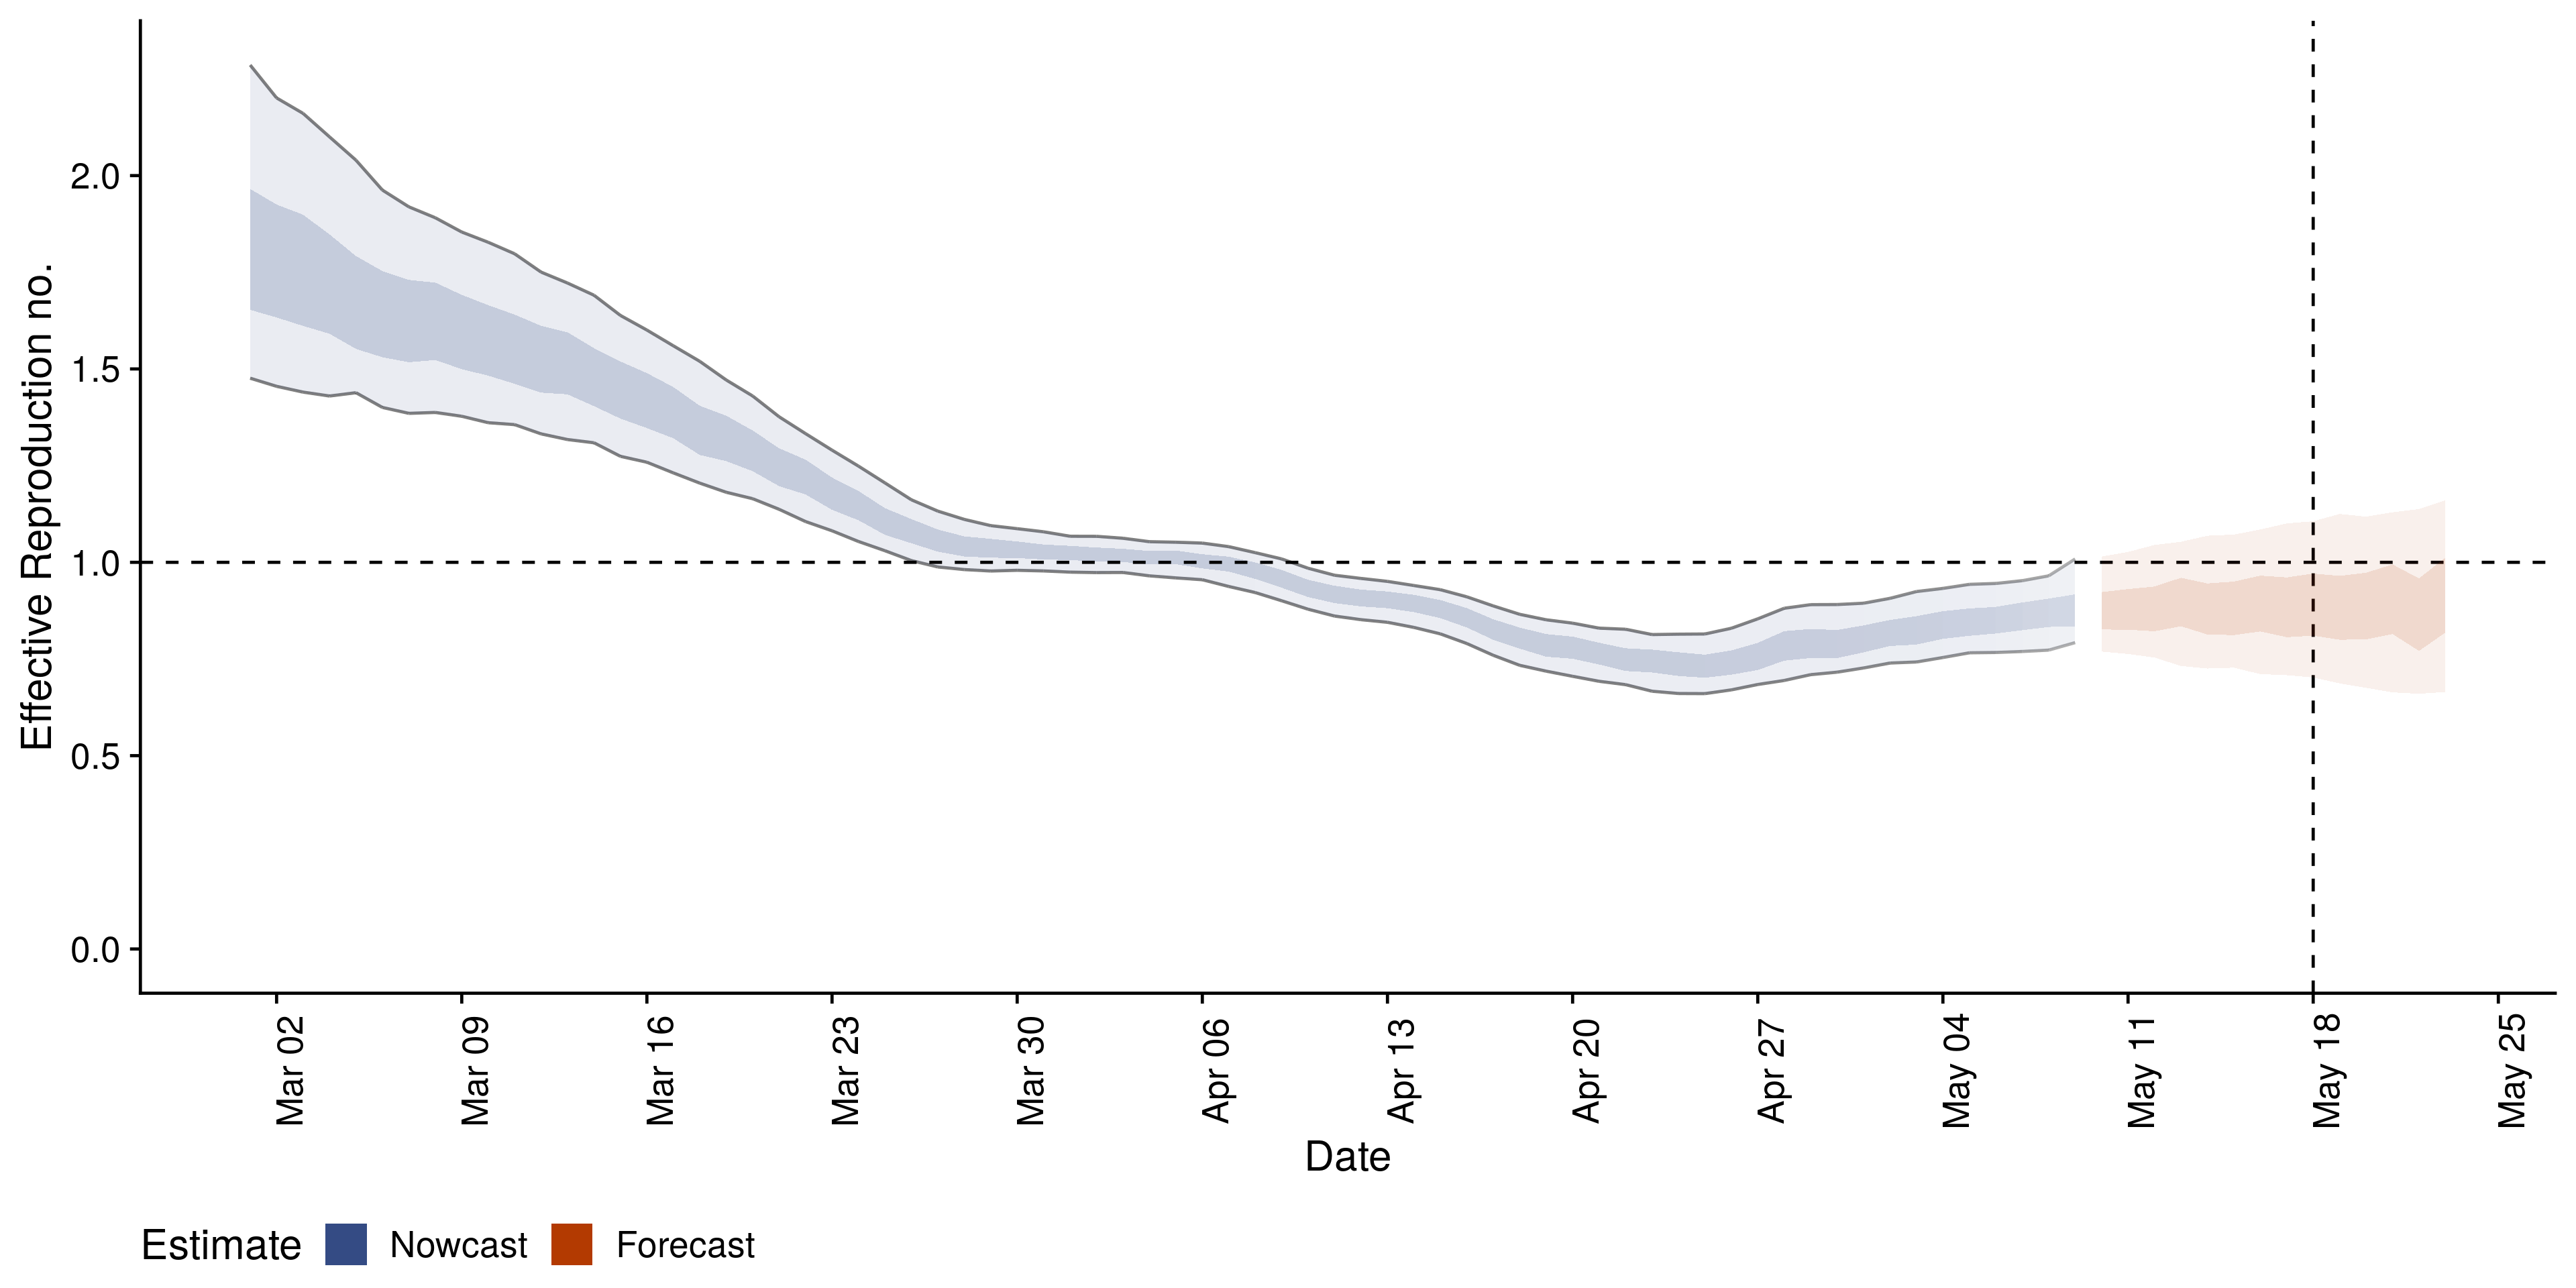 Effective Reproduction no.
2.0
1.5
1.0
0.5
0.0
Mar 02
Mar 09
Mar 16
Mar 23
Mar 30
Apr 06
Apr 13
Apr 20
Apr 27
May 04
May 11
May 18
May 25
Date
Estimate Nowcast Forecast